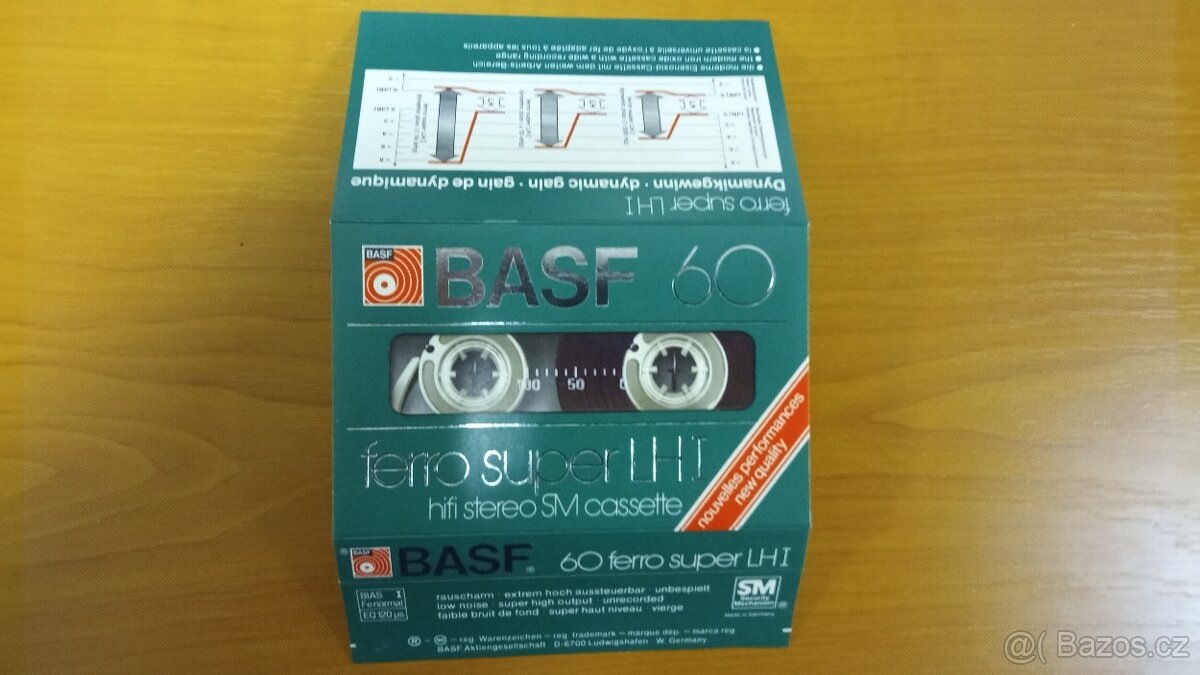 ferro super LH I
Dynamikgewinn · dynamic gain · gain de dynamique
• die moderne Eisenoxid-Cassette mit dem weiten Arbeits-Bereich
• the modern iron oxide cassette with a wide recording range
• la cassette universelle à l'oxyde de fer adaptée à tous les appareils
BASF BASF 60
100 50
ferro super LH I
hifi stereo SM cassette
nouvelles performances
new quality
® BASF BASF® 60 ferro super LH I
BIAS I
Fe normal
EQ 120 µs
rauscharm · extrem hoch aussteuerbar · unbespielt
low noise · super high output · unrecorded
faible bruit de fond · super haut niveau · vierge
SM
Security
Mechanism ®
Made in Germany
® – reg. Warenzeichen – reg. trademark – marque dép. – marca reg.
BASF Aktiengesellschaft D-6700 Ludwigshafen W. Germany
Bazos.cz